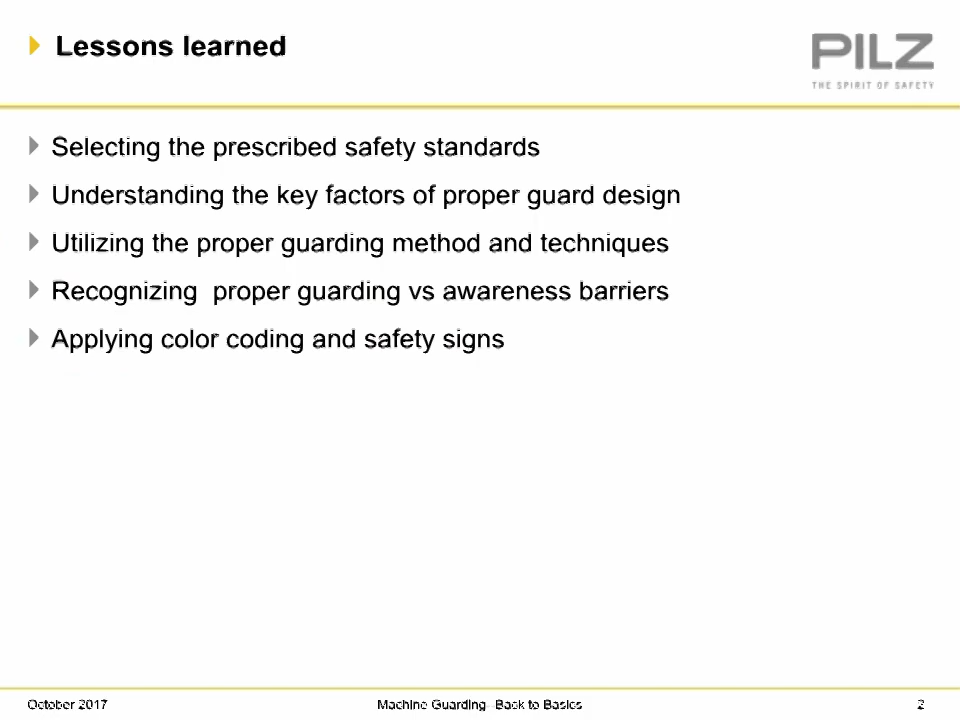 Lessons learned
PILZ
THE SPIRIT OF SAFETY
Selecting the prescribed safety standards
Understanding the key factors of proper guard design
Utilizing the proper guarding method and techniques
Recognizing  proper guarding vs awareness barriers
Applying color coding and safety signs
October 2017
Machine Guarding- Back to Basics
2